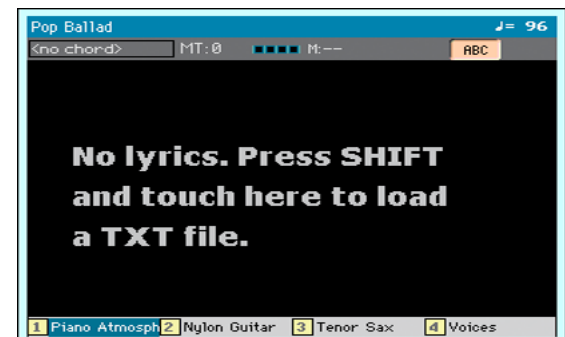 Pop Ballad ♩= 96
<no chord> MT:0 M:-- ABC
No lyrics. Press SHIFT
and touch here to load
a TXT file.
1 Piano Atmosph 2 Nylon Guitar 3 Tenor Sax 4 Voices